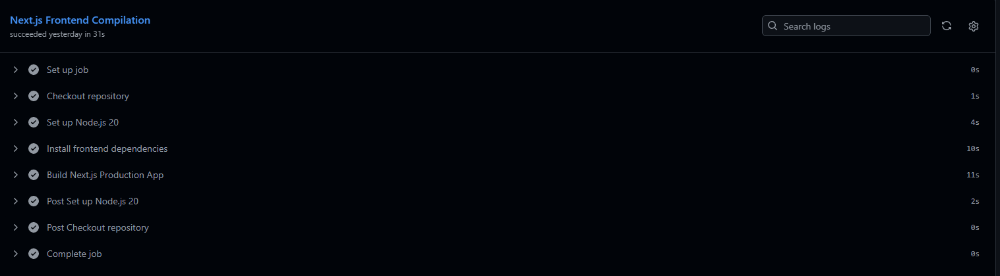 Next.js Frontend Compilation
succeeded yesterday in 31s
Search logs
Set up job 0s
Checkout repository 1s
Set up Node.js 20 4s
Install frontend dependencies 10s
Build Next.js Production App 11s
Post Set up Node.js 20 2s
Post Checkout repository 0s
Complete job 0s